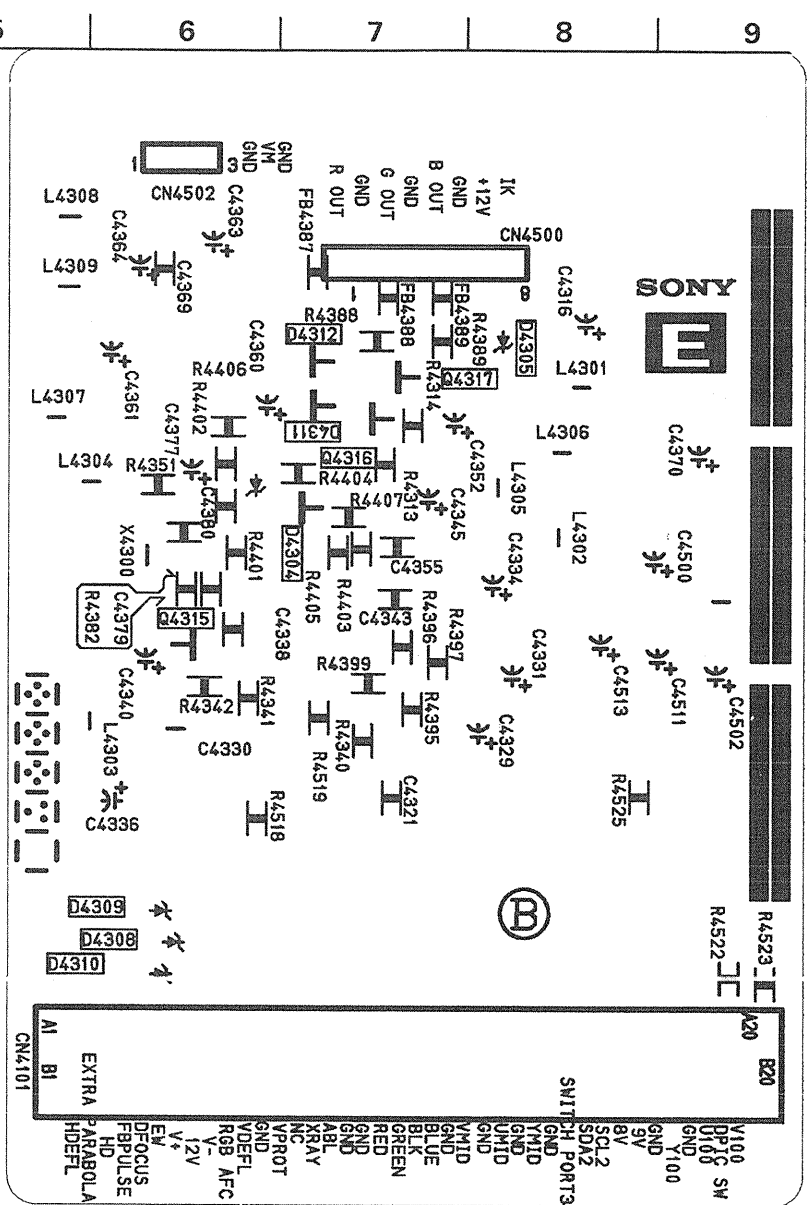 5
6
7
8
9
1
3
GND
VM
GND
CN4502
R OUT
GND
G OUT
GND
B OUT
GND
+12V
IK
CN4500
1
8
L4308
C4364
C4363
C4369
FB4387
L4309
R4388
FB4388
FB4389
R4389
D4305
C4316
SONY
E
D4312
C4360
R4406
C4361
L4307
R4402
C4377
D4311
R4314
Q4317
L4301
L4306
C4352
L4305
C4370
L4304
R4351
Q4316
R4404
R4407
R4313
C4345
C4380
X4300
R4401
D4304
R4405
R4403
C4355
C4334
L4302
C4500
R4382
C4379
Q4315
C4338
C4343
R4396
R4397
C4340
R4342
R4341
R4399
R4395
C4331
C4513
C4511
C4502
L4303
C4330
R4519
R4340
C4329
C4336
R4518
C4321
R4525
D4309
D4308
D4310
B
R4522
R4523
A1
B1
A20
B20
CN4101
HDEFL
EXTRA PARABOLA
HD
FBPULSE
DFOCUS
EW
V+
12V
V-
RGB AFC
VDEFL
GND
VPROT
NC
XRAY
ABL
GND
GND
RED
GREEN
BLK
BLUE
GND
VMID
GND
UMID
GND
YMID
GND
SWITCH PORT3
SDA2
SCL2
8V
9V
GND
Y100
GND
U100
DPIC SW
V100